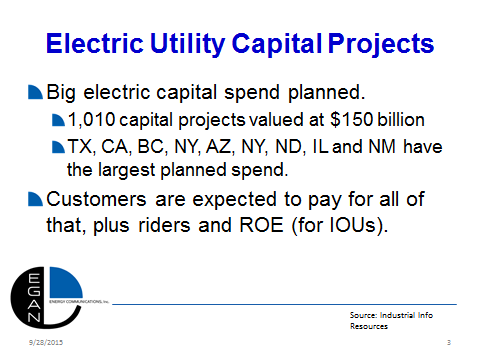 Electric Utility Capital Projects
Big electric capital spend planned.
1,010 capital projects valued at $150 billion
TX, CA, BC, NY, AZ, NY, ND, IL and NM have
the largest planned spend.
Customers are expected to pay for all of
that, plus riders and ROE (for IOUs).
EGAN
ENERGY COMMUNICATIONS, Inc.
Source: Industrial Info
Resources
9/28/2015
3